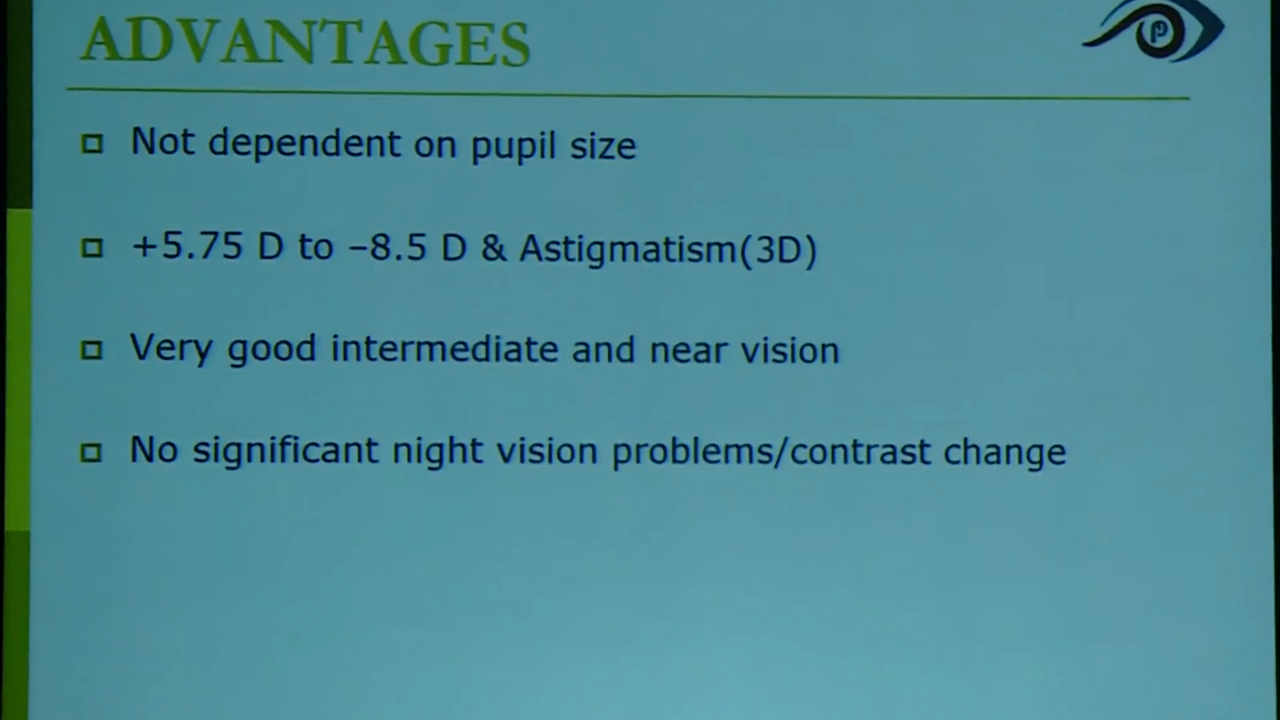 ADVANTAGES
Not dependent on pupil size
+5.75 D to –8.5 D & Astigmatism(3D)
Very good intermediate and near vision
No significant night vision problems/contrast change